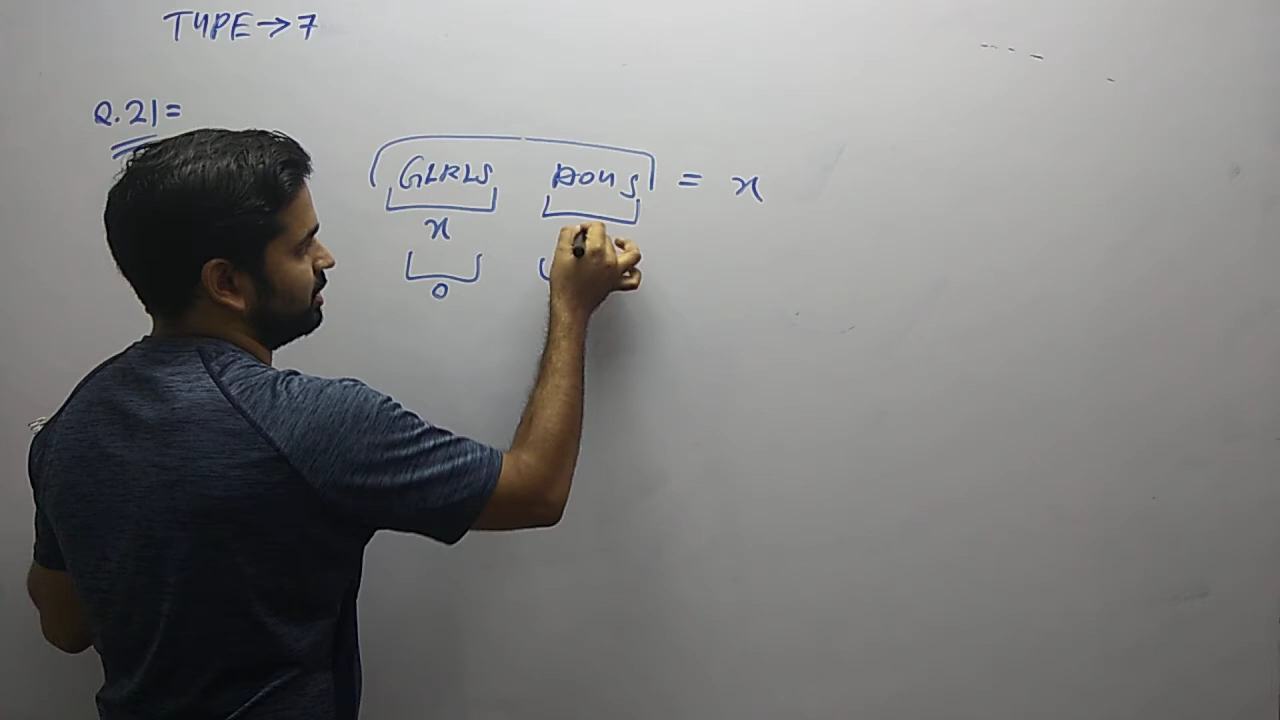 TYPE→7
Q.21=
GIRLS BOYS = x
x
0